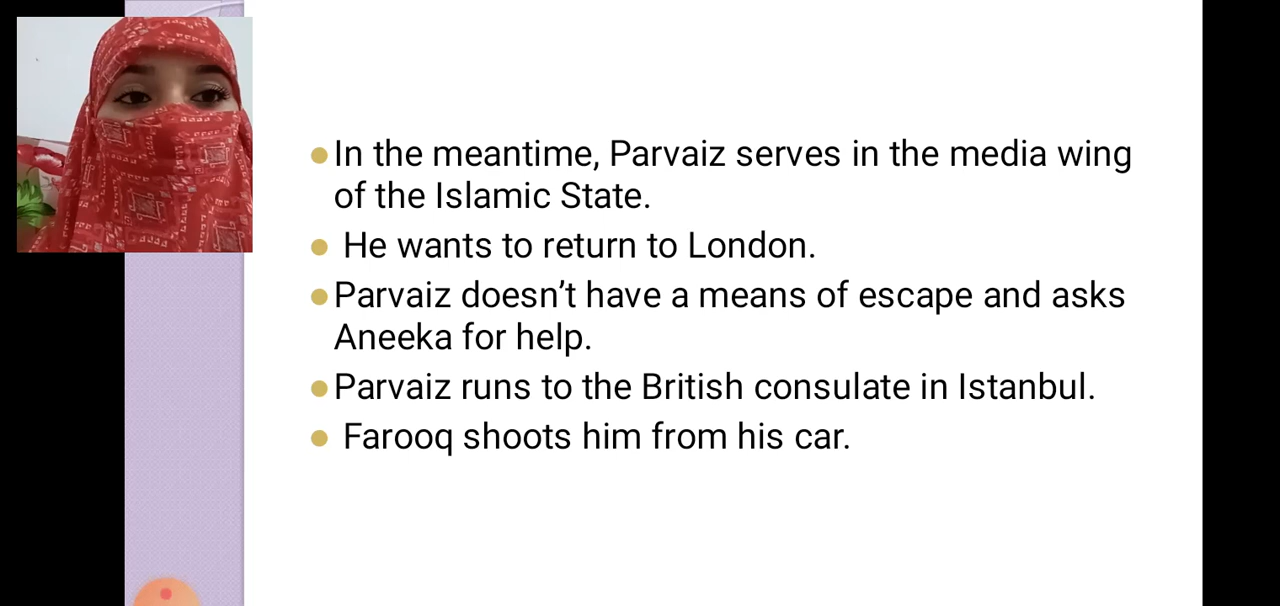 In the meantime, Parvaiz serves in the media wing
of the Islamic State.
He wants to return to London.
Parvaiz doesn’t have a means of escape and asks
Aneeka for help.
Parvaiz runs to the British consulate in Istanbul.
Farooq shoots him from his car.